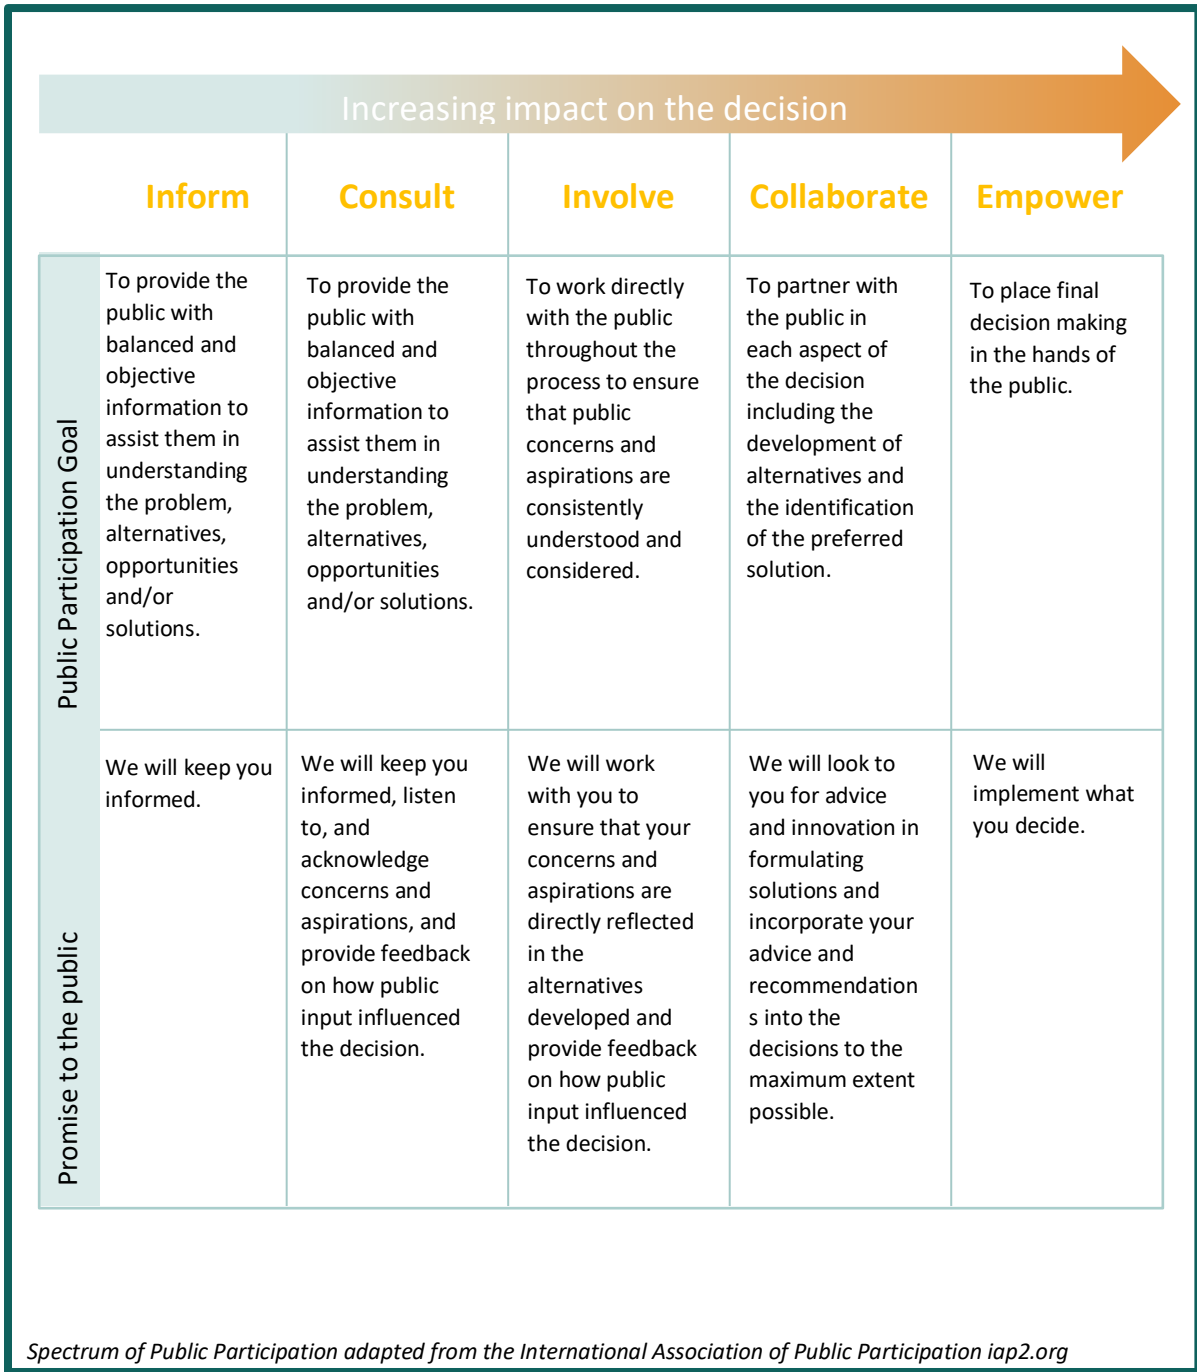 Increasing impact on the decision
Inform
Consult
Involve
Collaborate
Empower
Public Participation Goal
To provide the
public with
balanced and
objective
information to
assist them in
understanding
the problem,
alternatives,
opportunities
and/or
solutions.
To provide the
public with
balanced and
objective
information to
assist them in
understanding
the problem,
alternatives,
opportunities
and/or solutions.
To work directly
with the public
throughout the
process to ensure
that public
concerns and
aspirations are
consistently
understood and
considered.
To partner with
the public in
each aspect of
the decision
including the
development of
alternatives and
the identification
of the preferred
solution.
To place final
decision making
in the hands of
the public.
Promise to the public
We will keep you
informed.
We will keep you
informed, listen
to, and
acknowledge
concerns and
aspirations, and
provide feedback
on how public
input influenced
the decision.
We will work
with you to
ensure that your
concerns and
aspirations are
directly reflected
in the
alternatives
developed and
provide feedback
on how public
input influenced
the decision.
We will look to
you for advice
and innovation in
formulating
solutions and
incorporate your
advice and
recommendation
s into the
decisions to the
maximum extent
possible.
We will
implement what
you decide.
Spectrum of Public Participation adapted from the International Association of Public Participation iap2.org